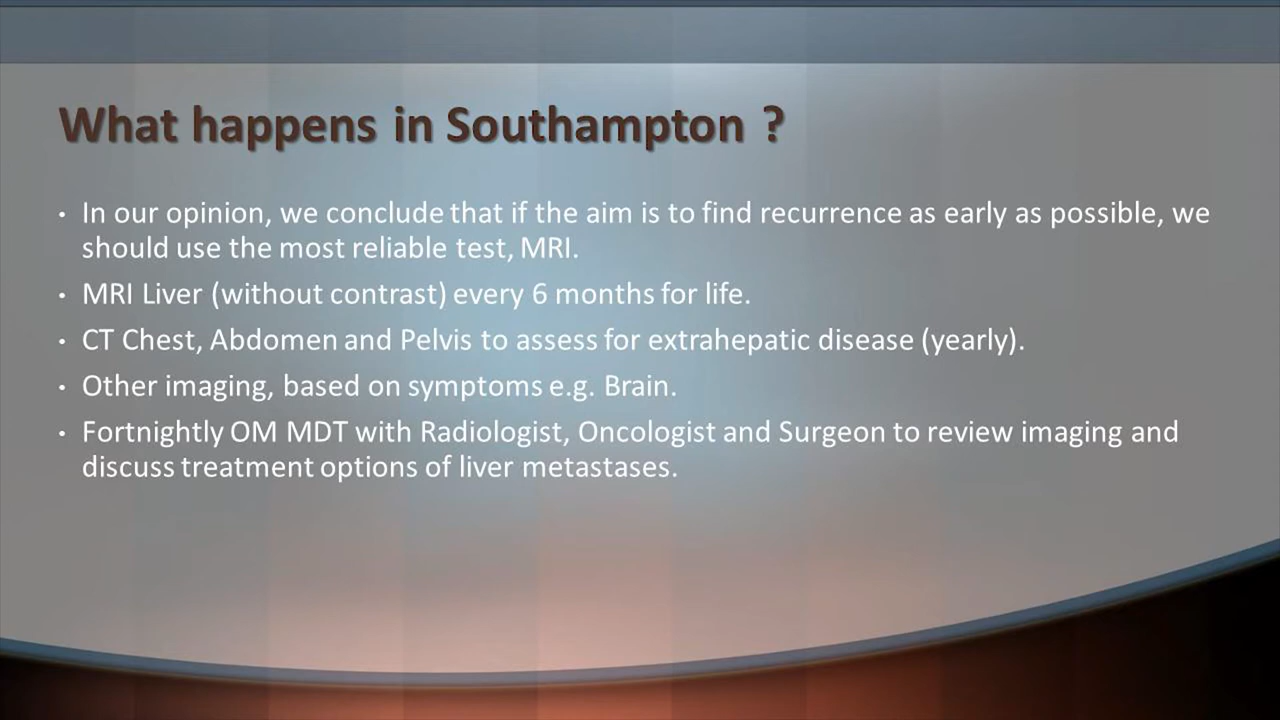 What happens in Southampton ?
• In our opinion, we conclude that if the aim is to find recurrence as early as possible, we
should use the most reliable test, MRI.
• MRI Liver (without contrast) every 6 months for life.
• CT Chest, Abdomen and Pelvis to assess for extrahepatic disease (yearly).
• Other imaging, based on symptoms e.g. Brain.
• Fortnightly OM MDT with Radiologist, Oncologist and Surgeon to review imaging and
discuss treatment options of liver metastases.